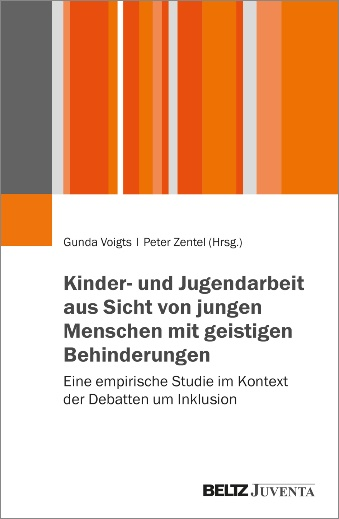 Gunda Voigts | Peter Zentel (Hrsg.)
Kinder- und Jugendarbeit
aus Sicht von jungen
Menschen mit geistigen
Behinderungen
Eine empirische Studie im Kontext
der Debatten um Inklusion
BELTZ JUVENTA